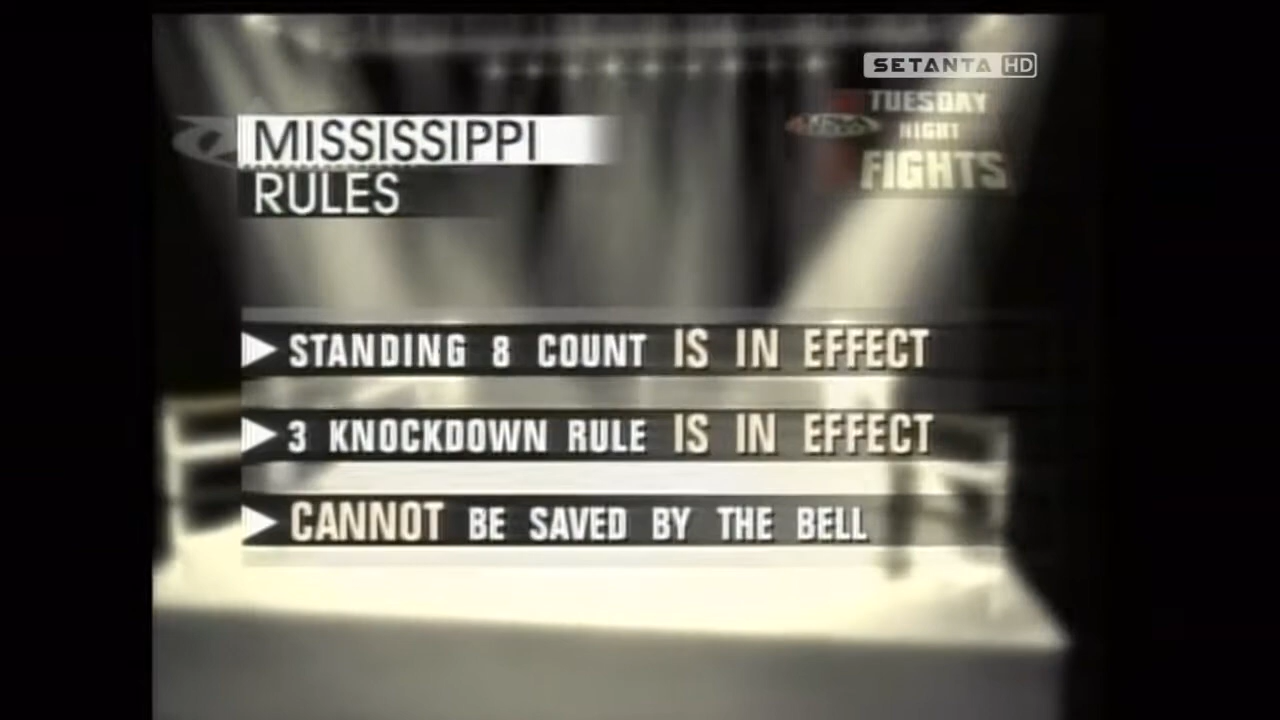 SETANTA HD
TUESDAY
NIGHT
FIGHTS
MISSISSIPPI
RULES
STANDING 8 COUNT IS IN EFFECT
3 KNOCKDOWN RULE IS IN EFFECT
CANNOT BE SAVED BY THE BELL